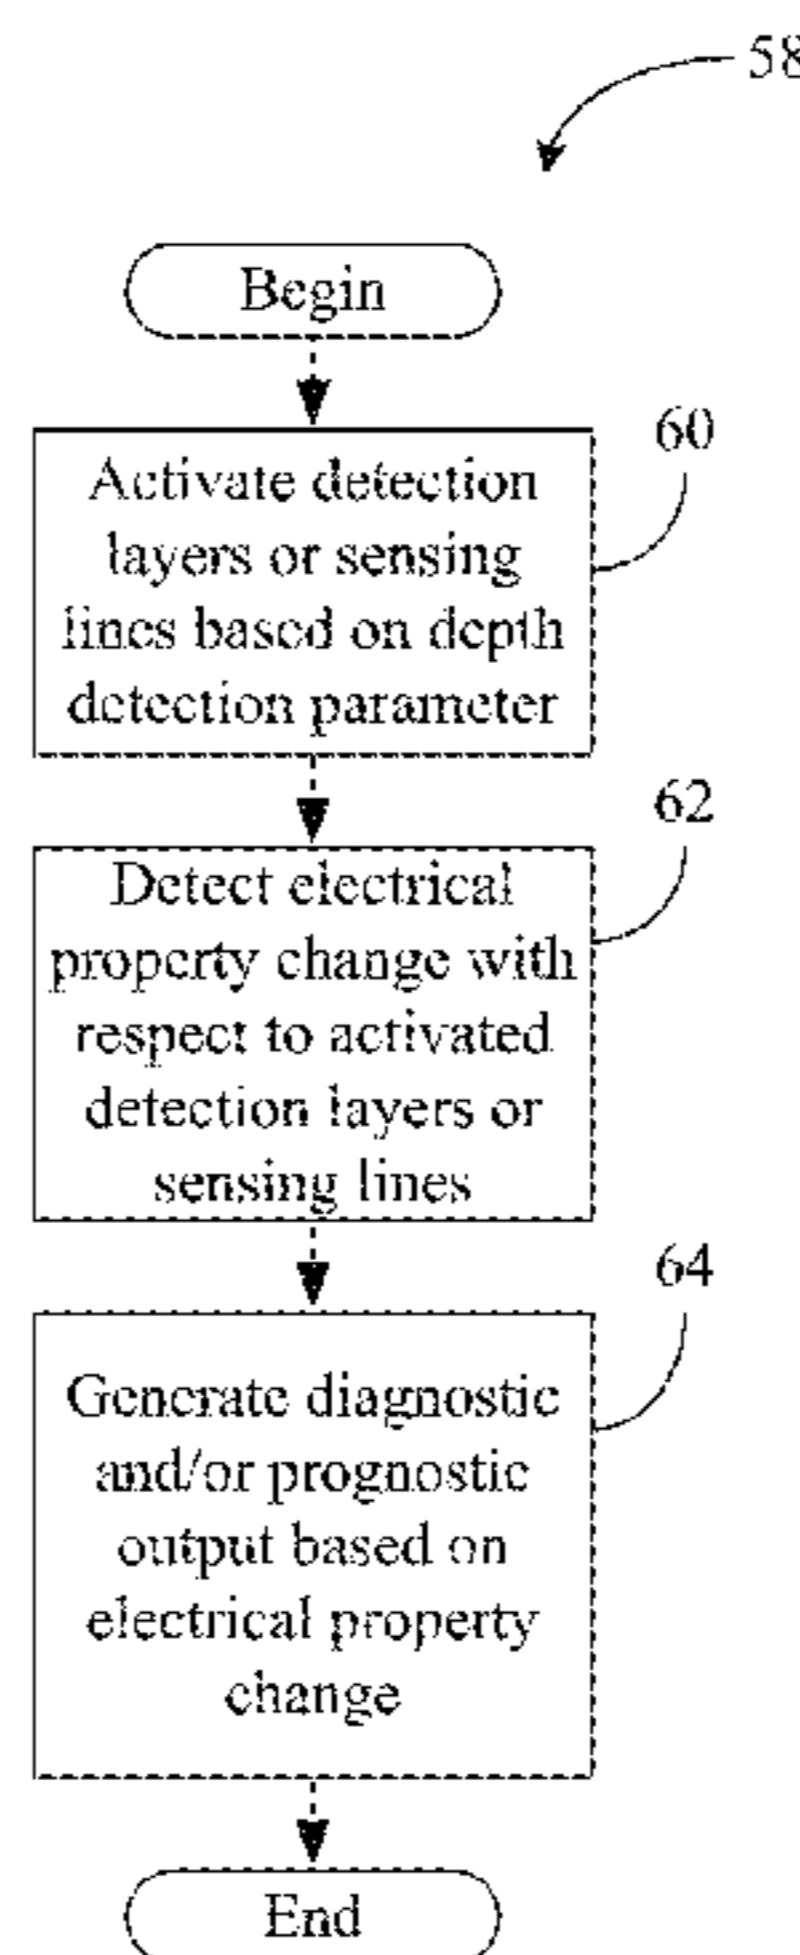 58
Begin
60
Activate detection
layers or sensing
lines based on depth
detection parameter
62
Detect electrical
property change with
respect to activated
detection layers or
sensing lines
64
Generate diagnostic
and/or prognostic
output based on
electrical property
change
End